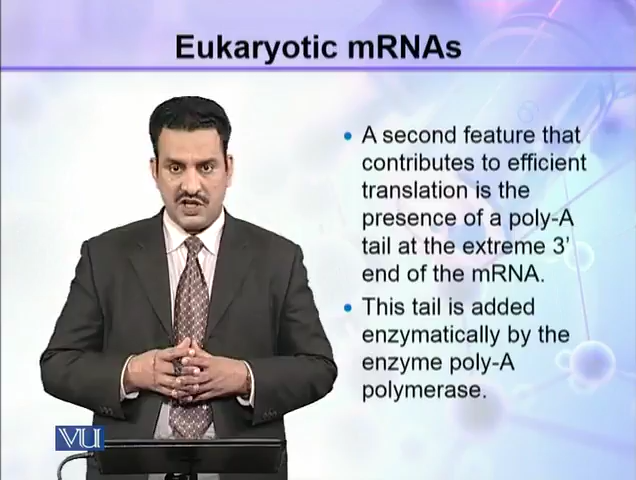 Eukaryotic mRNAs
• A second feature that
contributes to efficient
translation is the
presence of a poly-A
tail at the extreme 3'
end of the mRNA.
• This tail is added
enzymatically by the
enzyme poly-A
polymerase.
VU